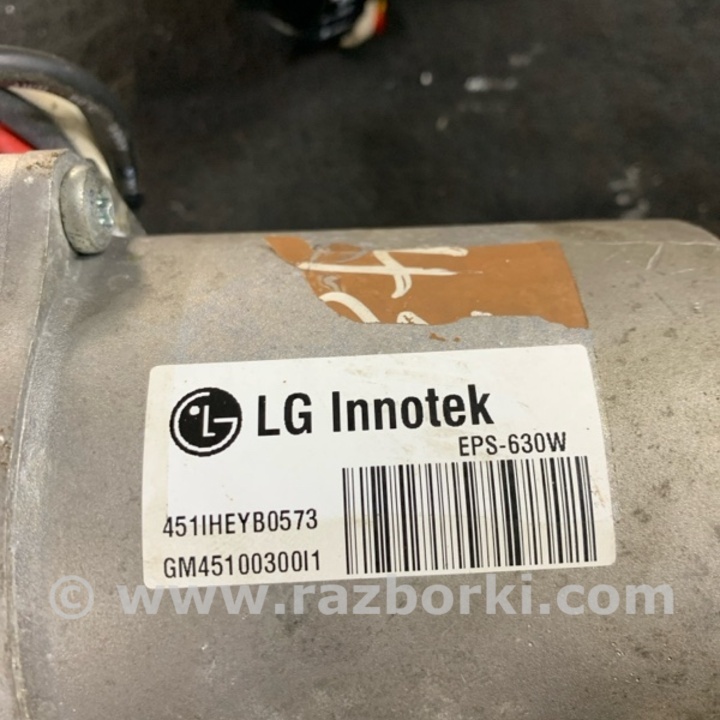 LG Innotek
EPS-630W
451IHEYB0573
GM45100300I1
© www.razborki.com